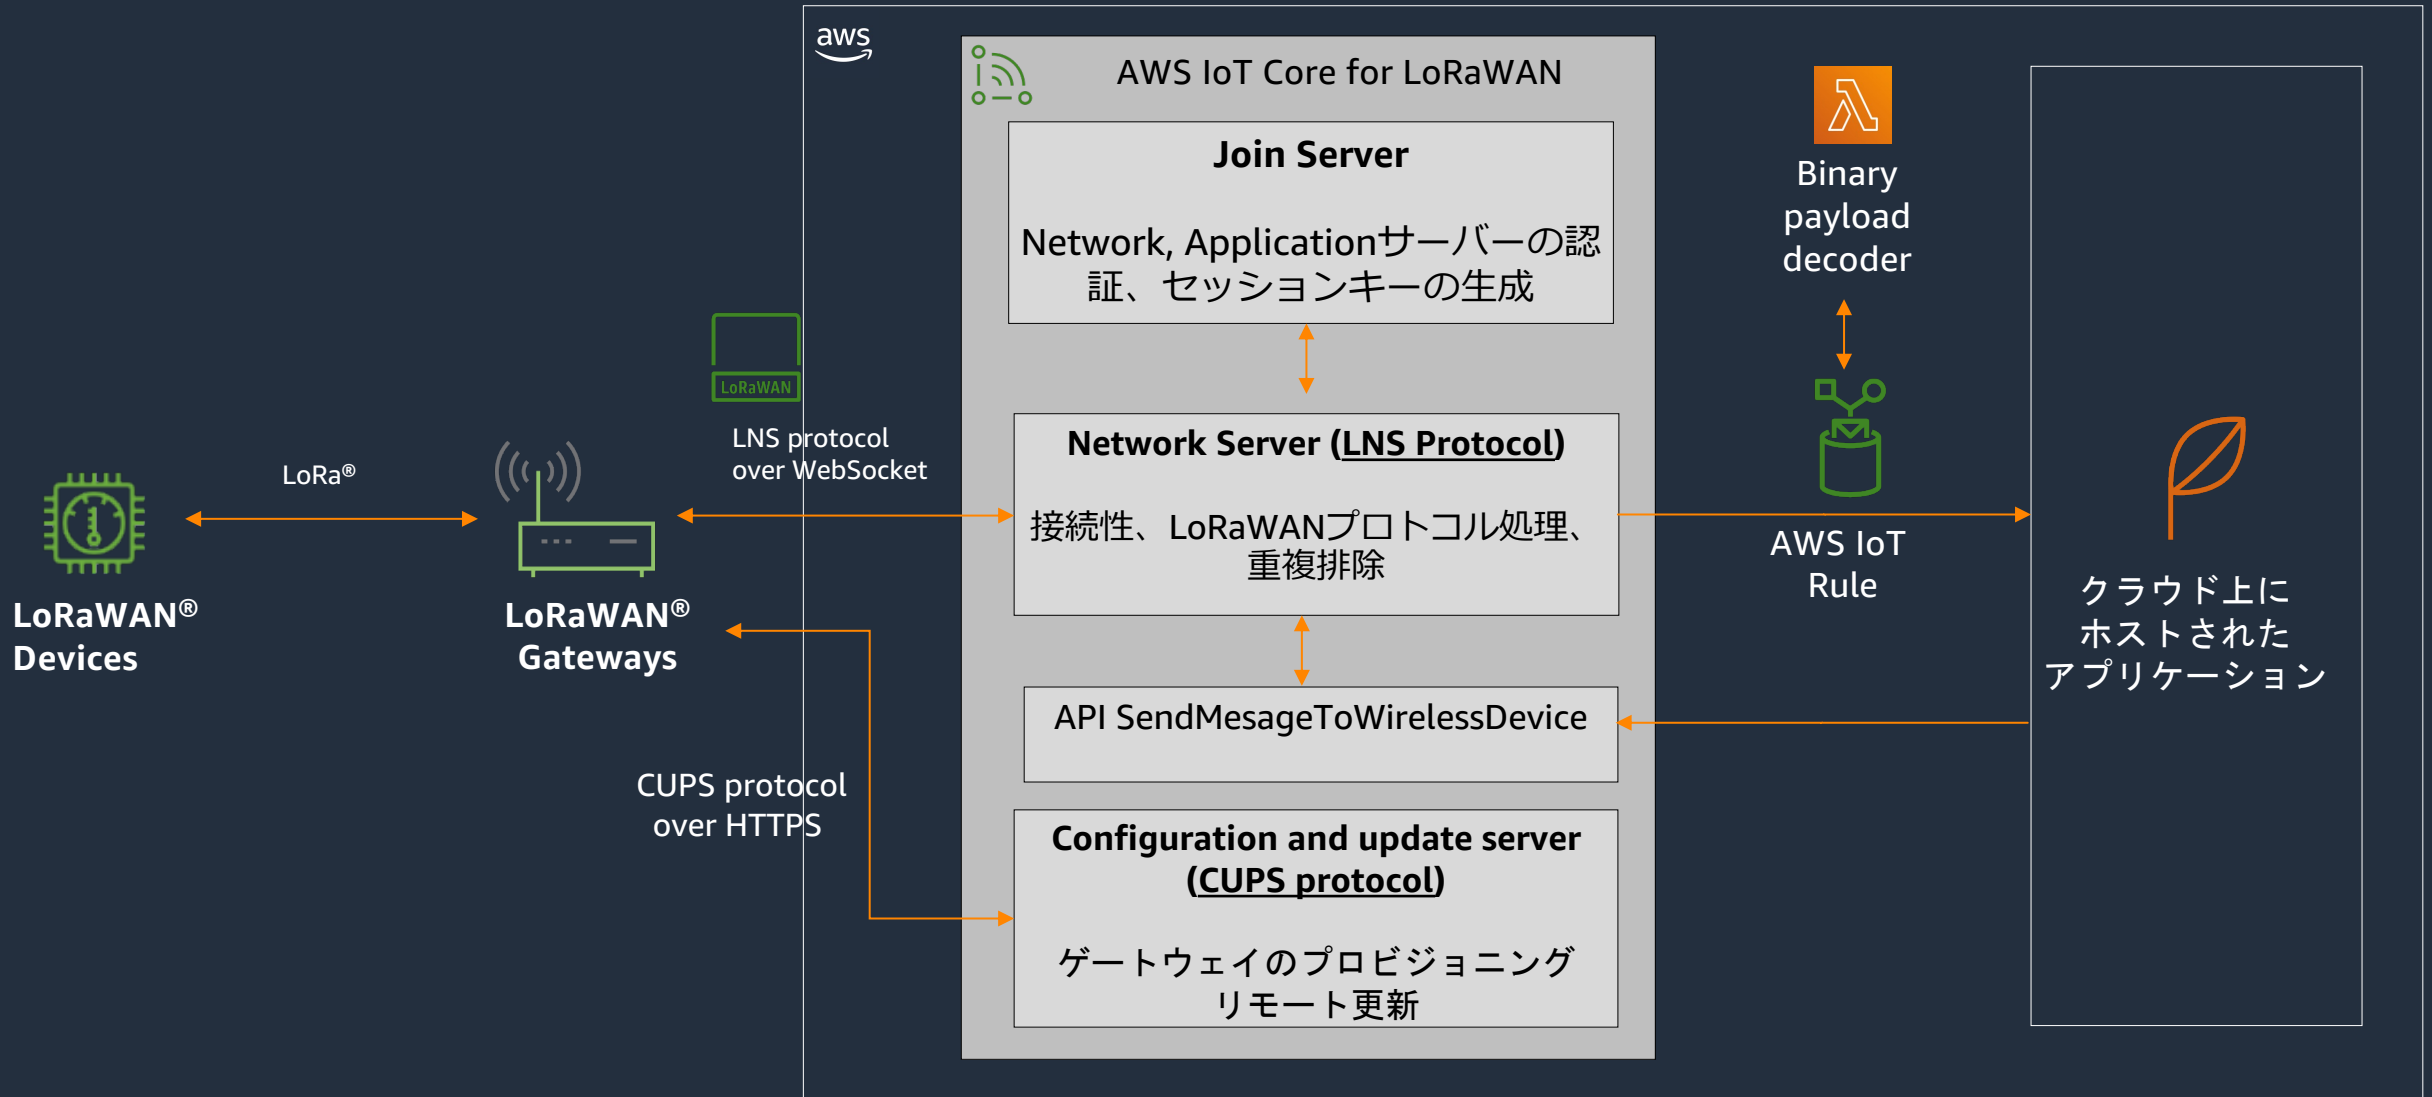 aws
AWS IoT Core for LoRaWAN
Join Server
Network, Applicationサーバーの認
証、セッションキーの生成
Binary
payload
decoder
LoRaWAN
LNS protocol
over WebSocket
Network Server (LNS Protocol)
接続性、LoRaWANプロトコル処理、
重複排除
LoRa®
LoRaWAN®
Devices
LoRaWAN®
Gateways
AWS IoT
Rule
クラウド上に
ホストされた
アプリケーション
API SendMesageToWirelessDevice
CUPS protocol
over HTTPS
Configuration and update server
(CUPS protocol)
ゲートウェイのプロビジョニング
リモート更新